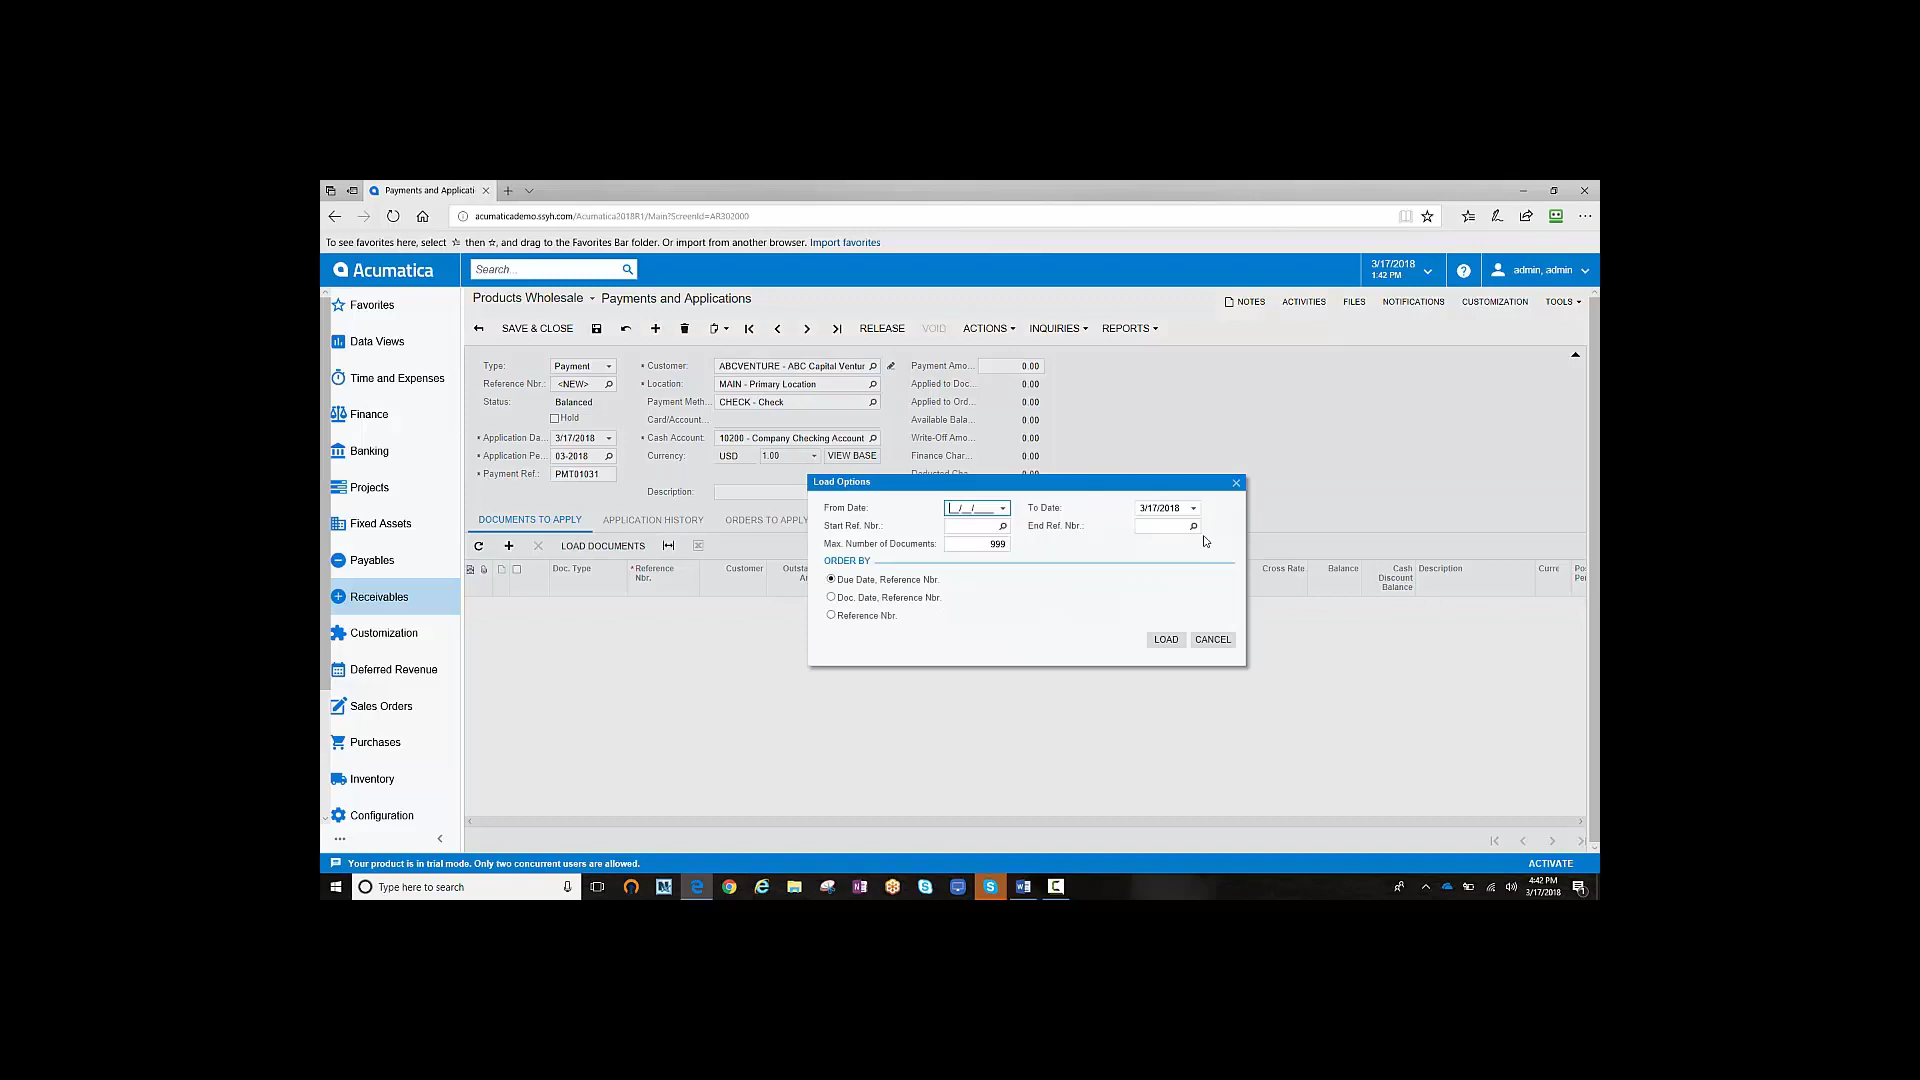 Payments and Applicati
acumaticademo.ssyh.com/Acumatica2018R1/Main?ScreenId=AR302000
To see favorites here, select then , and drag to the Favorites Bar folder. Or import from another browser. Import favorites
Acumatica
Search...
3/17/2018
1:42 PM
admin, admin
Favorites
Data Views
Time and Expenses
Finance
Banking
Projects
Fixed Assets
Payables
Receivables
Customization
Deferred Revenue
Sales Orders
Purchases
Inventory
Configuration
Products Wholesale Payments and Applications
NOTES ACTIVITIES FILES NOTIFICATIONS CUSTOMIZATION TOOLS
SAVE & CLOSE RELEASE VOID ACTIONS INQUIRIES REPORTS
Type: Payment * Customer: ABCVENTURE - ABC Capital Ventur Payment Amo... 0.00
Reference Nbr.: <NEW> * Location: MAIN - Primary Location Applied to Doc... 0.00
Status: Balanced Payment Meth... CHECK - Check Applied to Ord... 0.00
Hold Card/Account... Available Bala... 0.00
* Application Da... 3/17/2018 * Cash Account: 10200 - Company Checking Account Write-Off Amo... 0.00
* Application Pe... 03-2018 Currency: USD 1.00 VIEW BASE Finance Char... 0.00
* Payment Ref.: PMT01031
Description:
DOCUMENTS TO APPLY APPLICATION HISTORY ORDERS TO APPLY
LOAD DOCUMENTS
Doc. Type * Reference Nbr. Customer Cross Rate Balance Cash Discount Balance Description Curre
Load Options
From Date: __/__/____ To Date: 3/17/2018
Start Ref. Nbr.: End Ref. Nbr.:
Max. Number of Documents: 999
ORDER BY
Due Date, Reference Nbr.
Doc. Date, Reference Nbr.
Reference Nbr.
LOAD CANCEL
Your product is in trial mode. Only two concurrent users are allowed. ACTIVATE
Type here to search
4:42 PM
3/17/2018